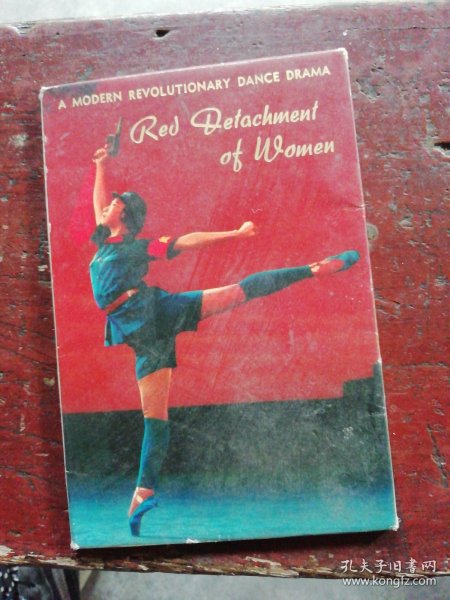 A MODERN REVOLUTIONARY DANCE DRAMA
Red Detachment
of Women
孔夫子旧书网
www.kongfz.com